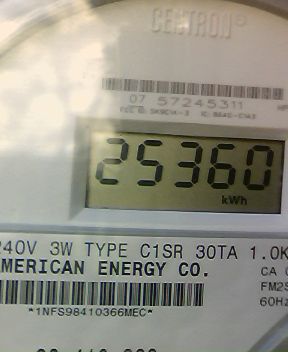 CENTRON®
07 57245311
25360
kWh
240V 3W TYPE C1SR 30TA 1.0K
AMERICAN ENERGY CO.
CA 0
FM2S
60Hz
*1NFS98410366MEC*